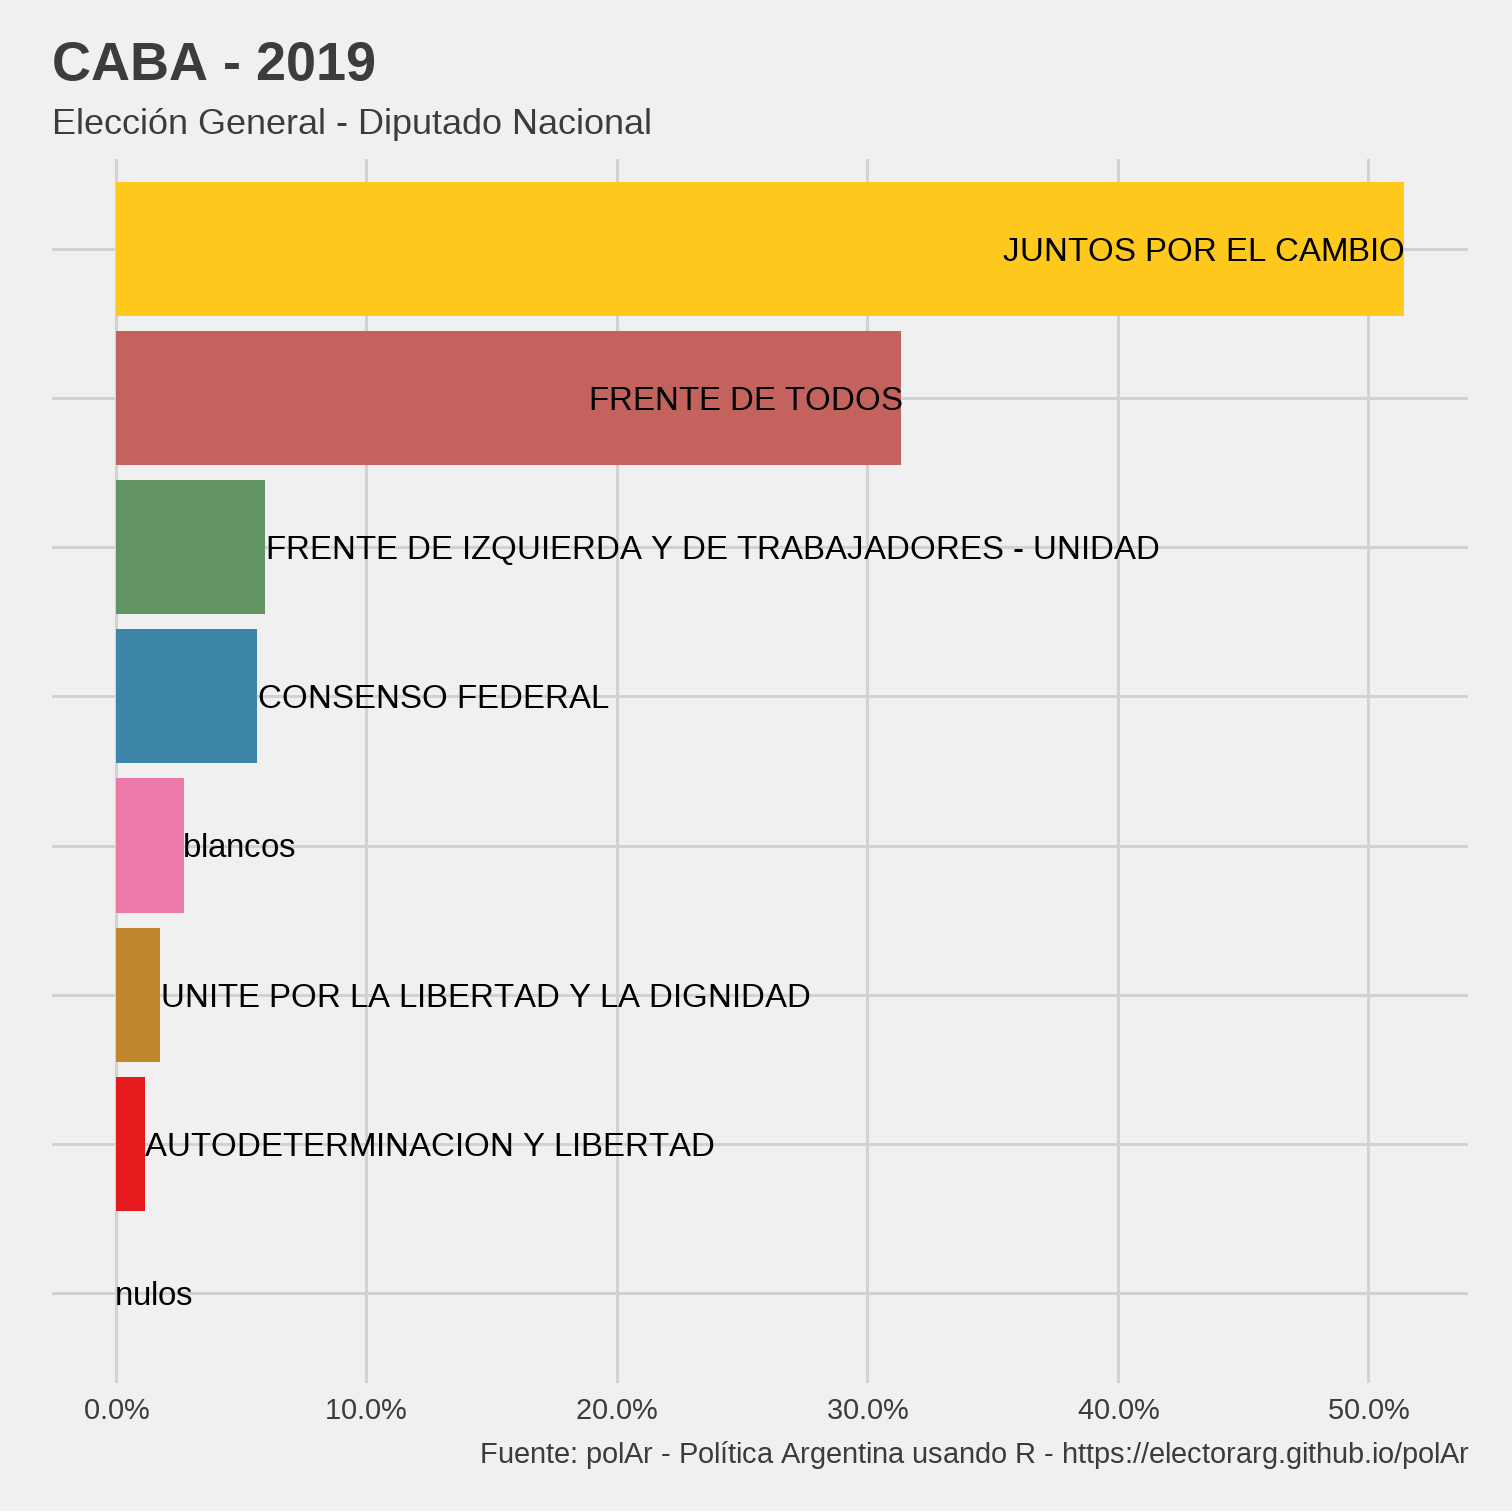 CABA - 2019
Elección General - Diputado Nacional
JUNTOS POR EL CAMBIO
FRENTE DE TODOS
FRENTE DE IZQUIERDA Y DE TRABAJADORES - UNIDAD
CONSENSO FEDERAL
blancos
UNITE POR LA LIBERTAD Y LA DIGNIDAD
AUTODETERMINACION Y LIBERTAD
nulos
0.0% 10.0% 20.0% 30.0% 40.0% 50.0%
Fuente: polAr - Política Argentina usando R - https://electorarg.github.io/polAr